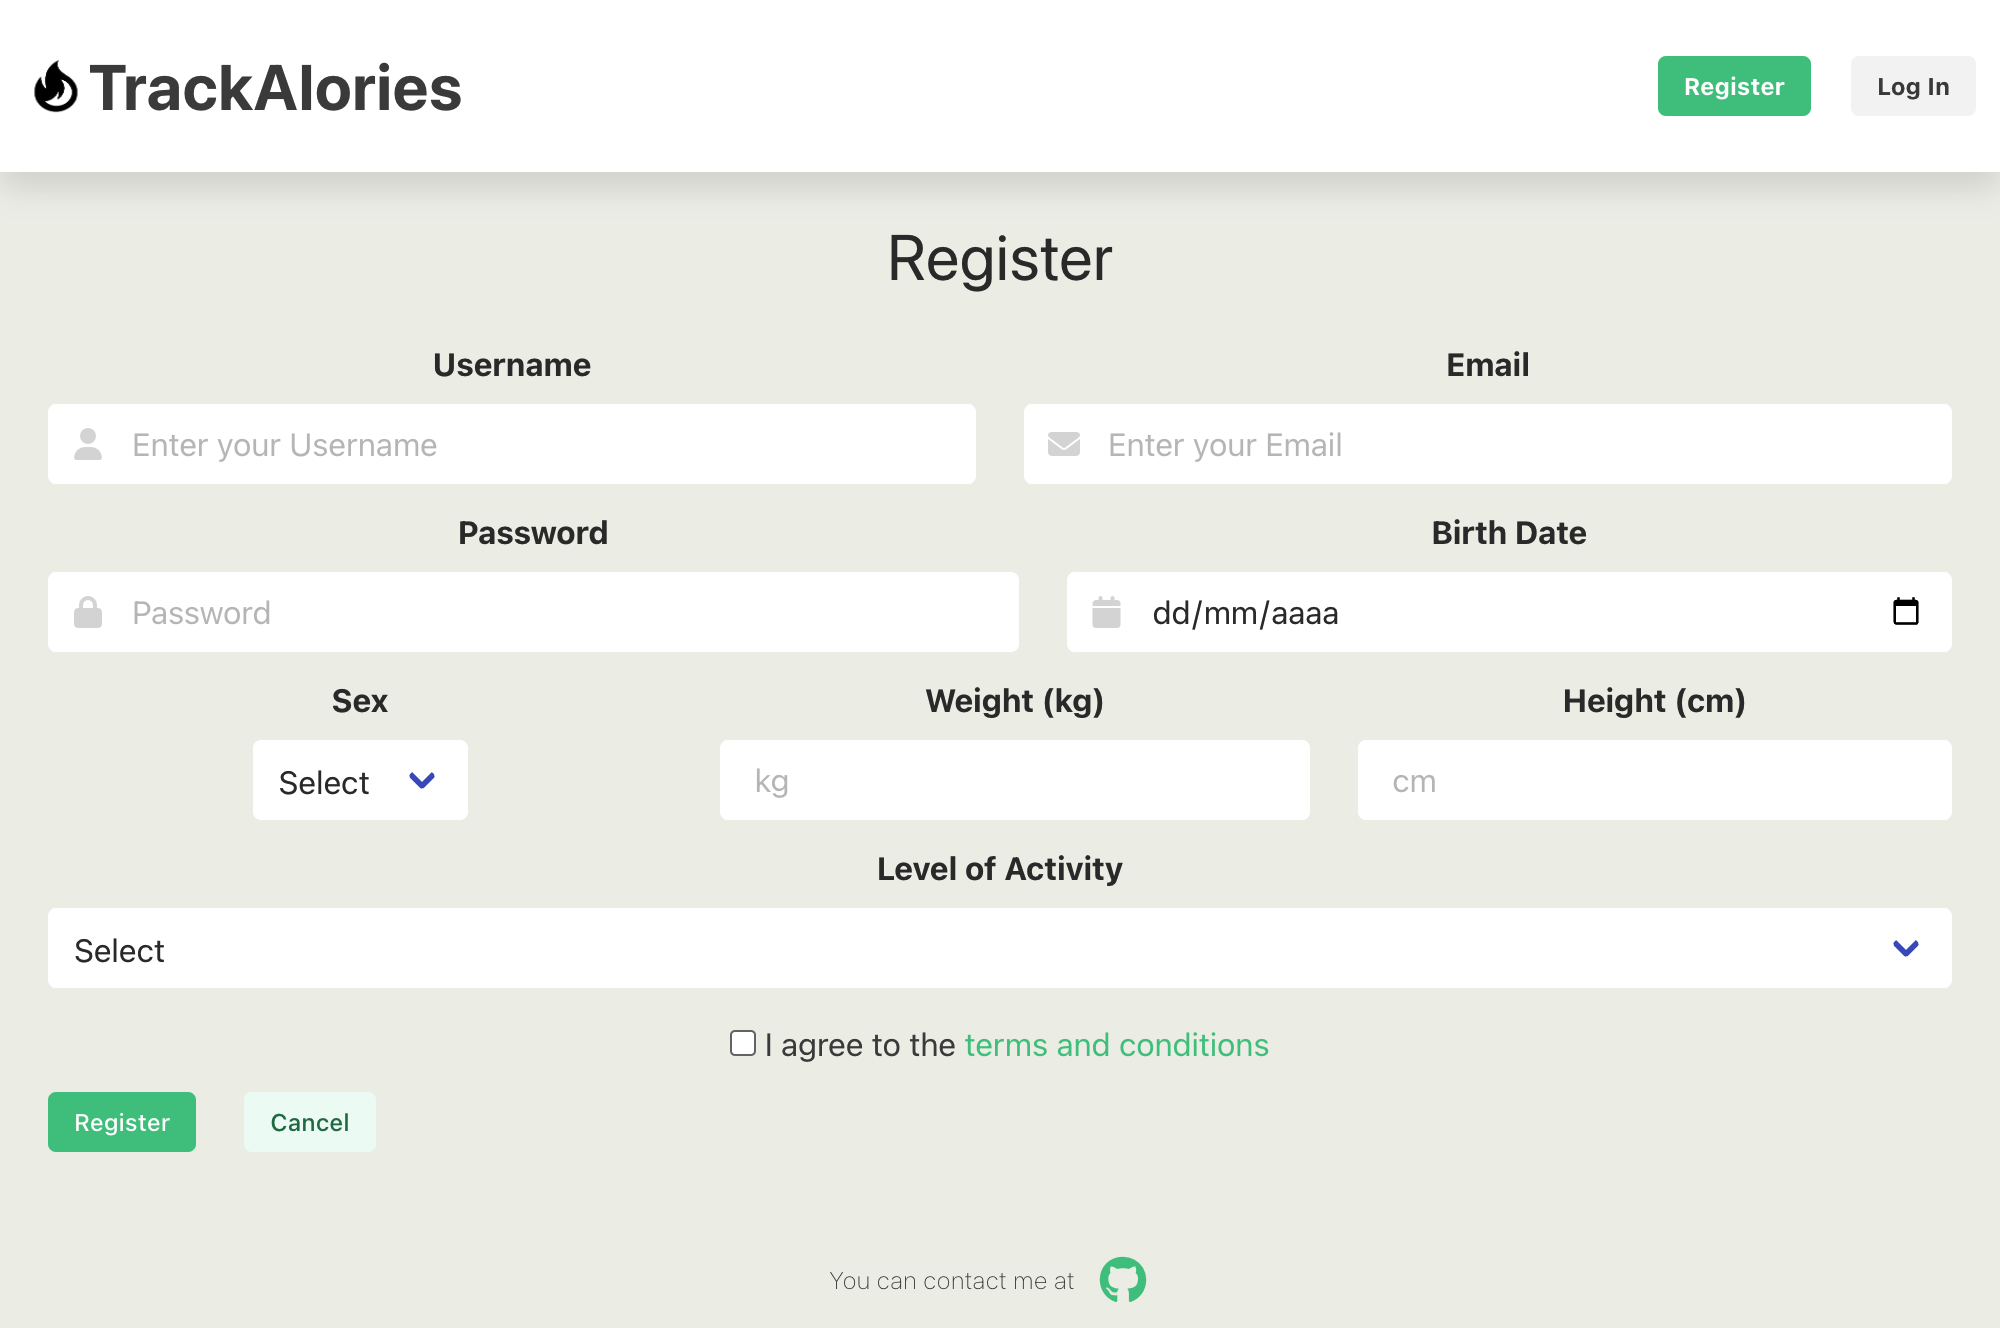 TrackAlories
Register
Log In
Register
Username
Email
Enter your Username
Enter your Email
Password
Birth Date
Password
dd/mm/aaaa
Sex
Weight (kg)
Height (cm)
Select
kg
cm
Level of Activity
Select
I agree to the terms and conditions
Register
Cancel
You can contact me at